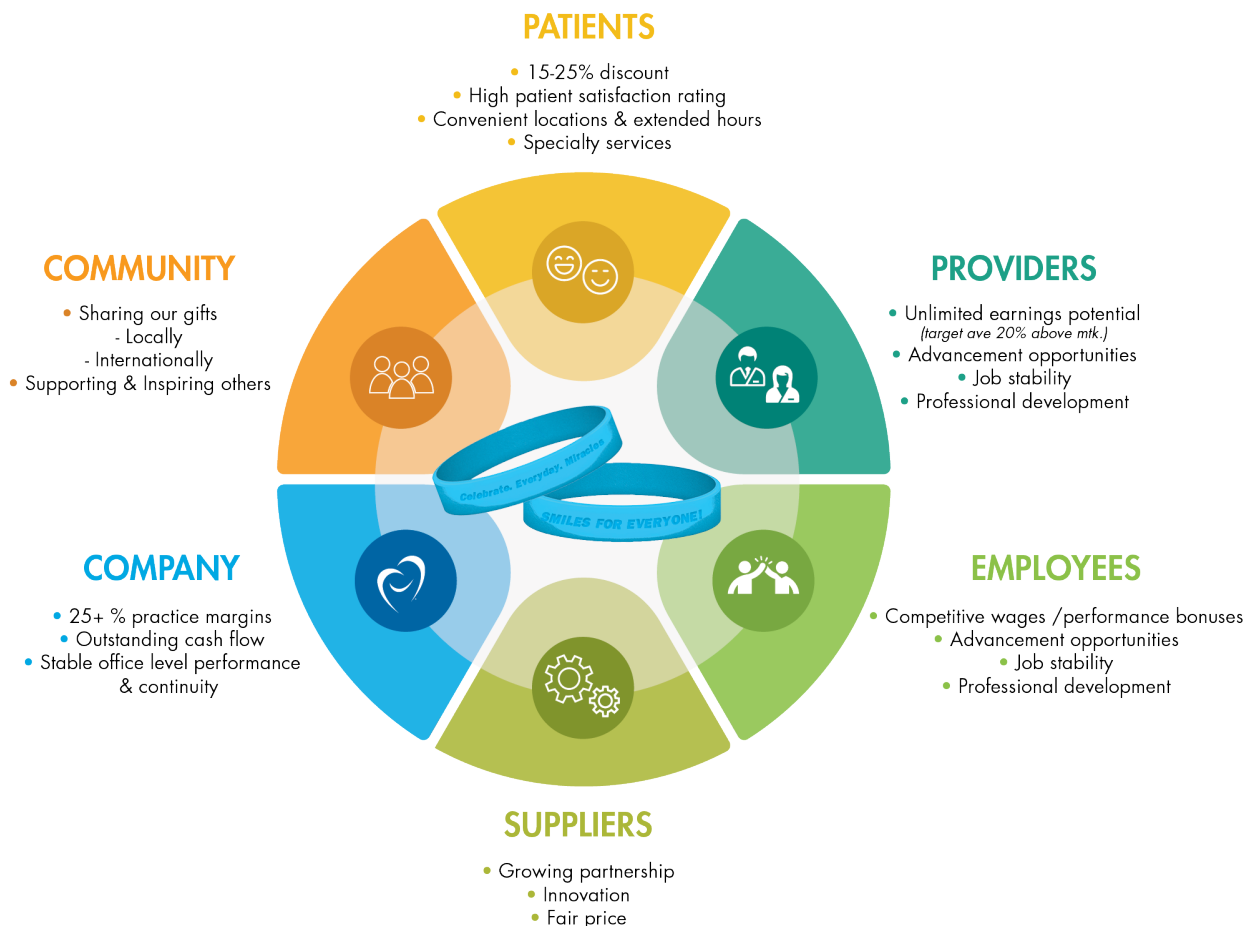 PATIENTS
• 15-25% discount
• High patient satisfaction rating
• Convenient locations & extended hours
• Specialty services
COMMUNITY
• Sharing our gifts
- Locally
- Internationally
• Supporting & Inspiring others
PROVIDERS
• Unlimited earnings potential
(target ave 20% above mtk.)
• Advancement opportunities
• Job stability
• Professional development
Celebrate. Everyday. Miracles
SMILES FOR EVERYONE!
COMPANY
• 25+ % practice margins
• Outstanding cash flow
• Stable office level performance
& continuity
EMPLOYEES
• Competitive wages /performance bonuses
• Advancement opportunities
• Job stability
• Professional development
SUPPLIERS
• Growing partnership
• Innovation
• Fair price